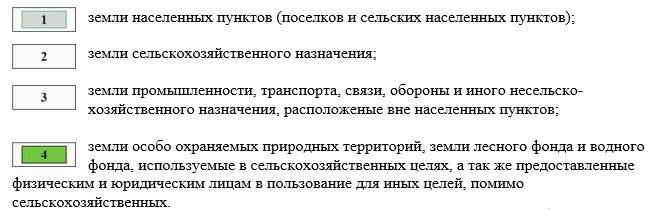 1 земли населенных пунктов (поселков и сельских населенных пунктов);
2 земли сельскохозяйственного назначения;
3 земли промышленности, транспорта, связи, обороны и иного несельско-
хозяйственного назначения, расположеные вне населенных пунктов;
4 земли особо охраняемых природных территорий, земли лесного фонда и водного
фонда, используемые в сельскохозяйственных целях, а так же предоставленные
физическим и юридическим лицам в пользование для иных целей, помимо
сельскохозяйственных.